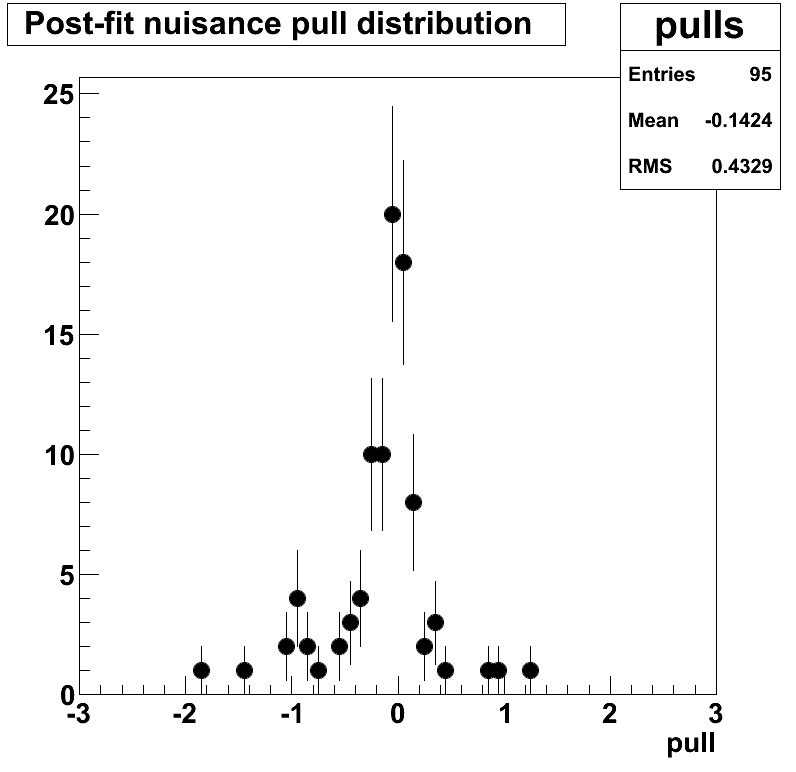 Post-fit nuisance pull distribution
pulls
Entries 95
Mean -0.1424
RMS 0.4329
25
20
15
10
5
0
-3 -2 -1 0 1 2 3
pull